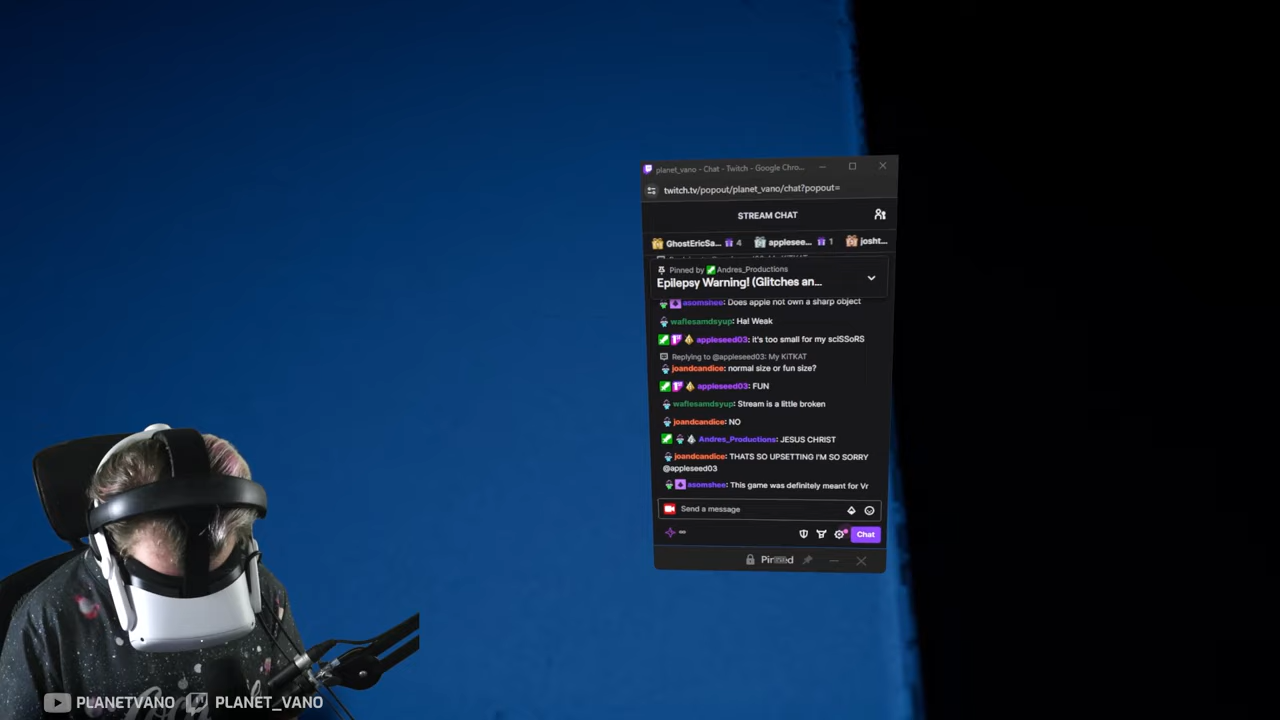 planet_vano - Chat - Twitch - Google Chro...
twitch.tv/popout/planet_vano/chat?popout=
STREAM CHAT
GhostEricSa... 4 applesee... 1 josht...
Pinned by Andres_Productions
Epilepsy Warning! (Glitches an...
asomshee: Does apple not own a sharp object
waflesamdsyup: Hal Weak
appleseed03: it's too small for my sciSSoRS
Replying to @appleseed03: My KiTKAT
joandcandice: normal size or fun size?
appleseed03: FUN
waflesamdsyup: Stream is a little broken
joandcandice: NO
Andres_Productions: JESUS CHRIST
joandcandice: THATS SO UPSETTING I'M SO SORRY
@appleseed03
asomshee: This game was definitely meant for Vr
Send a message
Chat
PLANETVANO PLANET_VANO